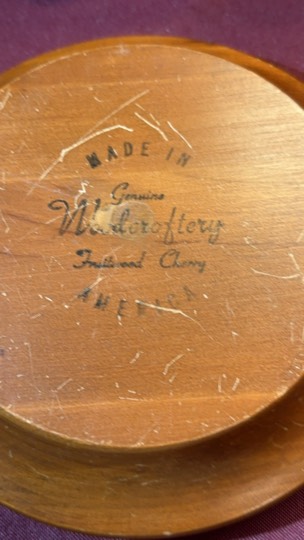 MADE IN
Genuine
Woodcroftery
Fruitwood Cherry
AMERICA